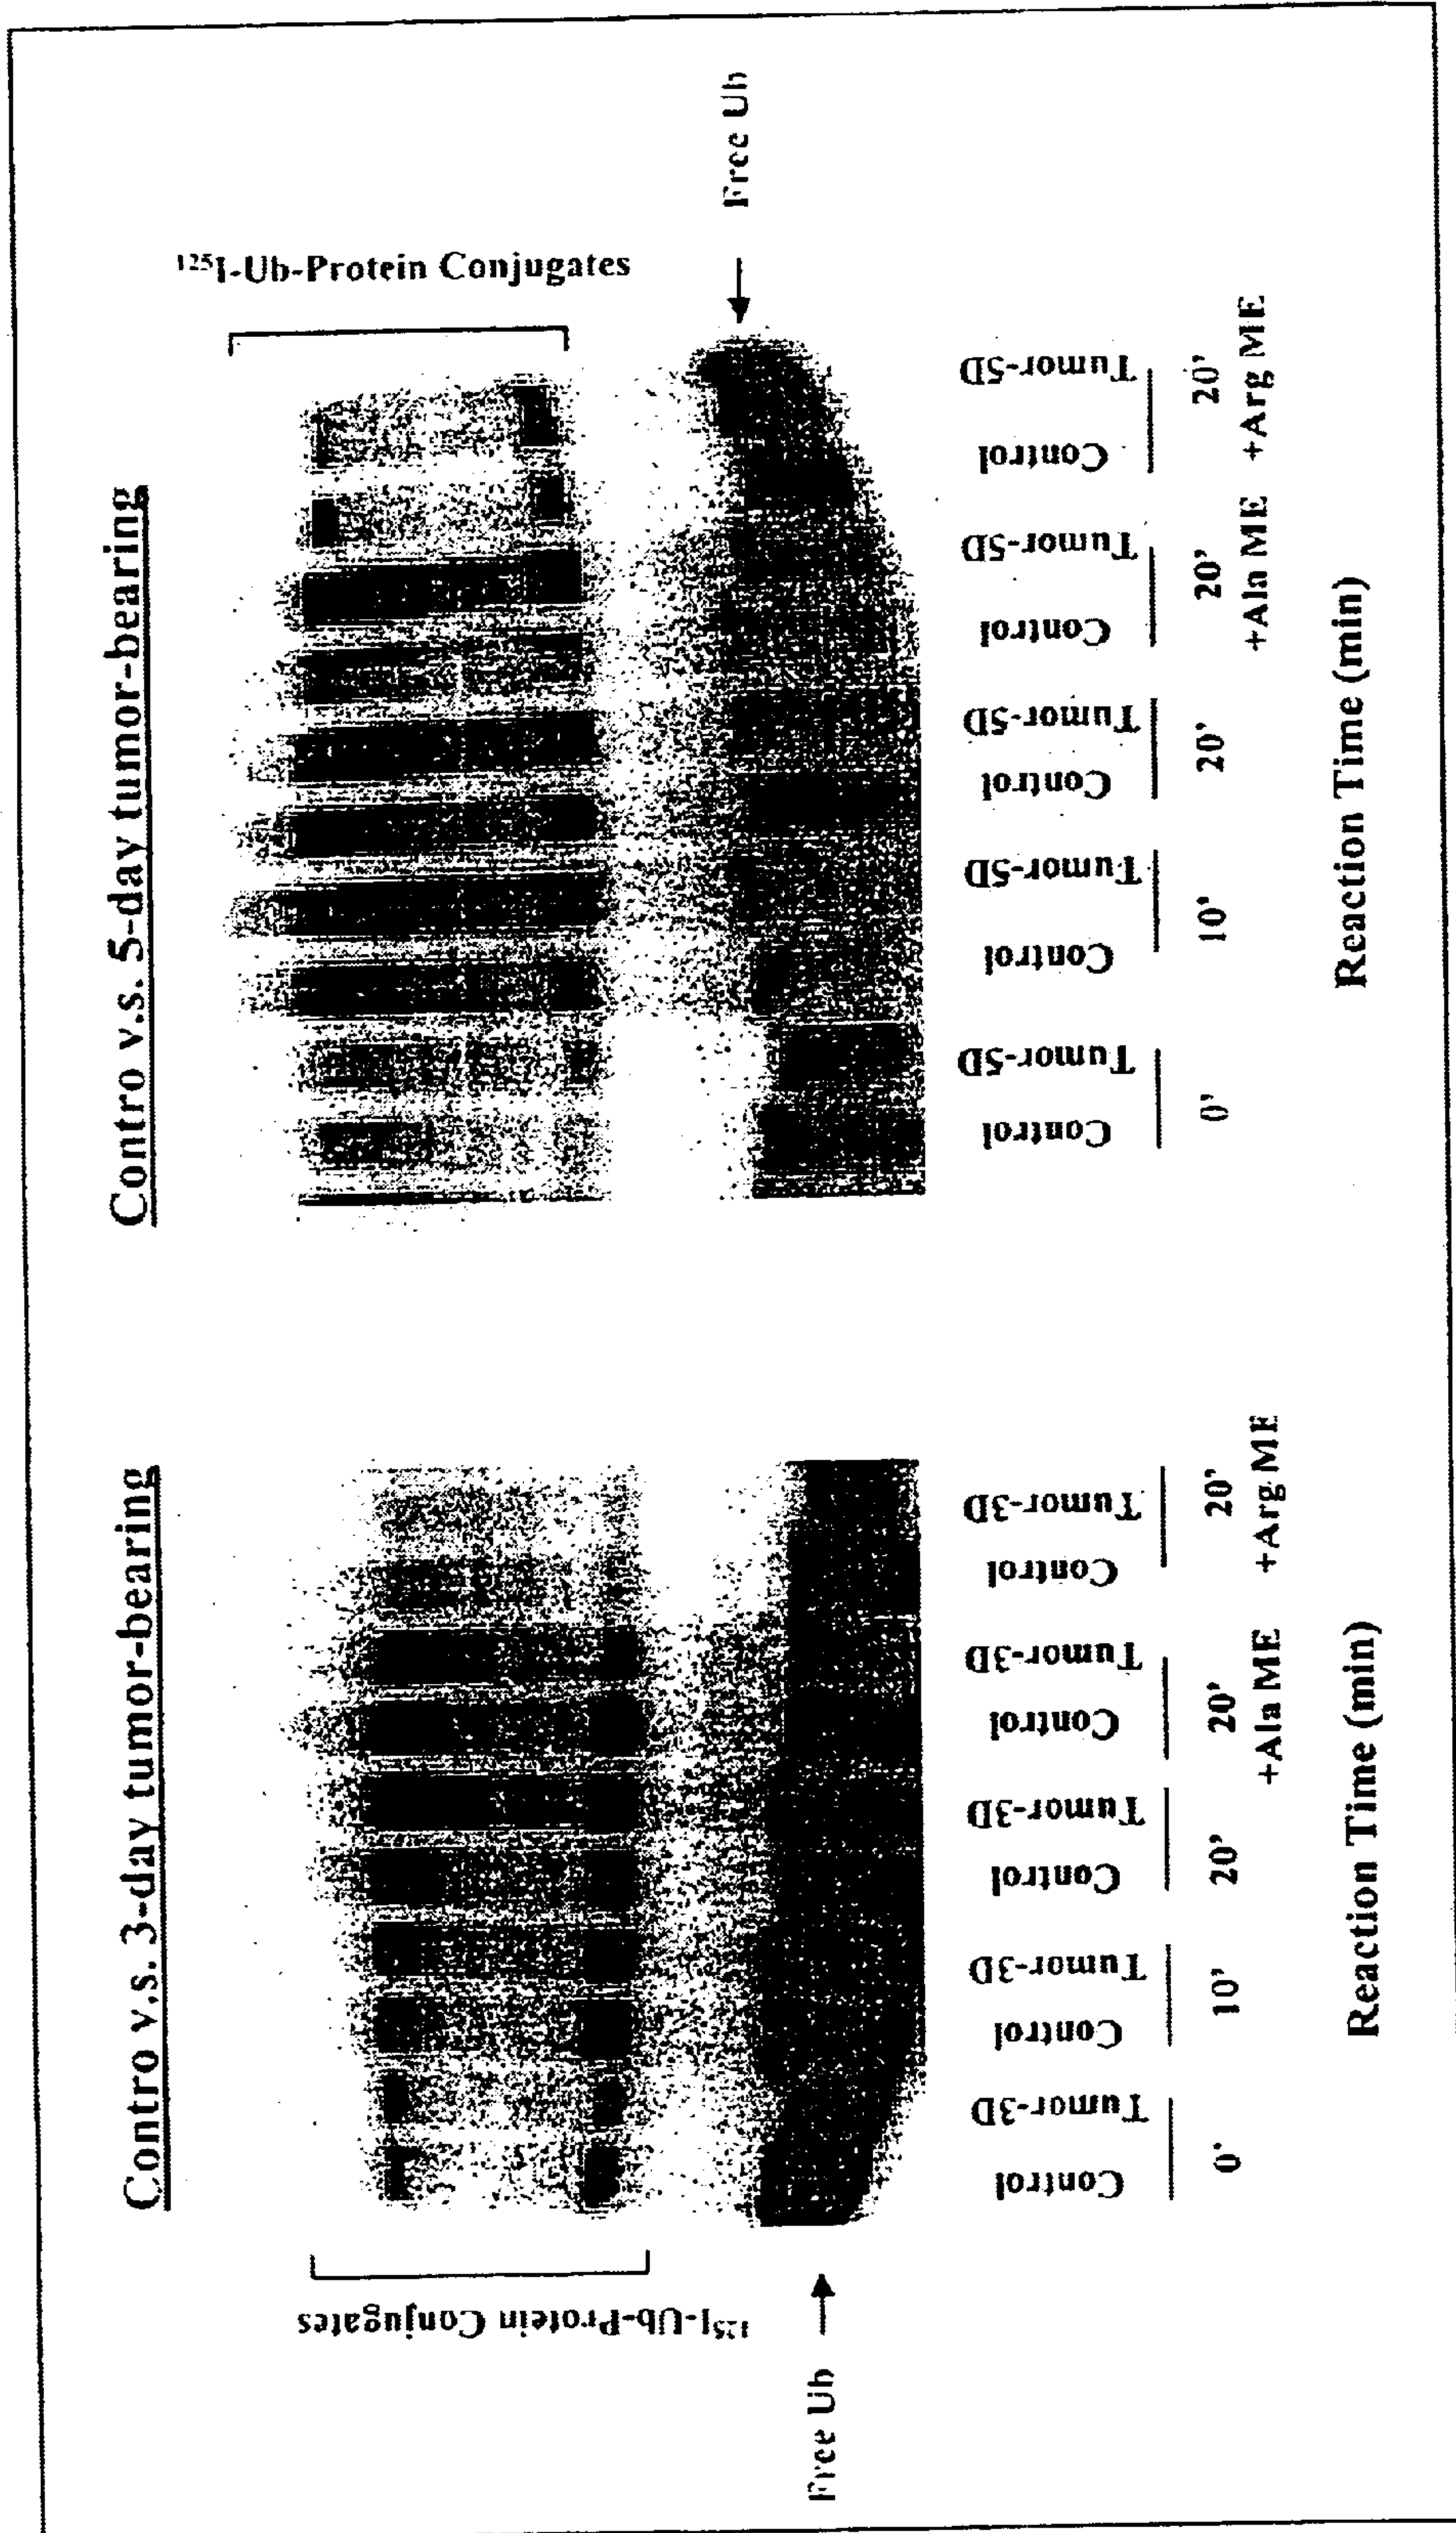 Contro v.s. 3-day tumor-bearing
¹²⁵I-Ub-Protein Conjugates
Free Ub
Control
Tumor-3D
Control
Tumor-3D
Control
Tumor-3D
Control
Tumor-3D
Control
Tumor-3D
0'
10'
20'
20'
20'
+Ala ME
+Arg ME
Reaction Time (min)
Contro v.s. 5-day tumor-bearing
¹²⁵I-Ub-Protein Conjugates
Free Ub
Control
Tumor-5D
Control
Tumor-5D
Control
Tumor-5D
Control
Tumor-5D
Control
Tumor-5D
0'
10'
20'
20'
20'
+Ala ME
+Arg ME
Reaction Time (min)